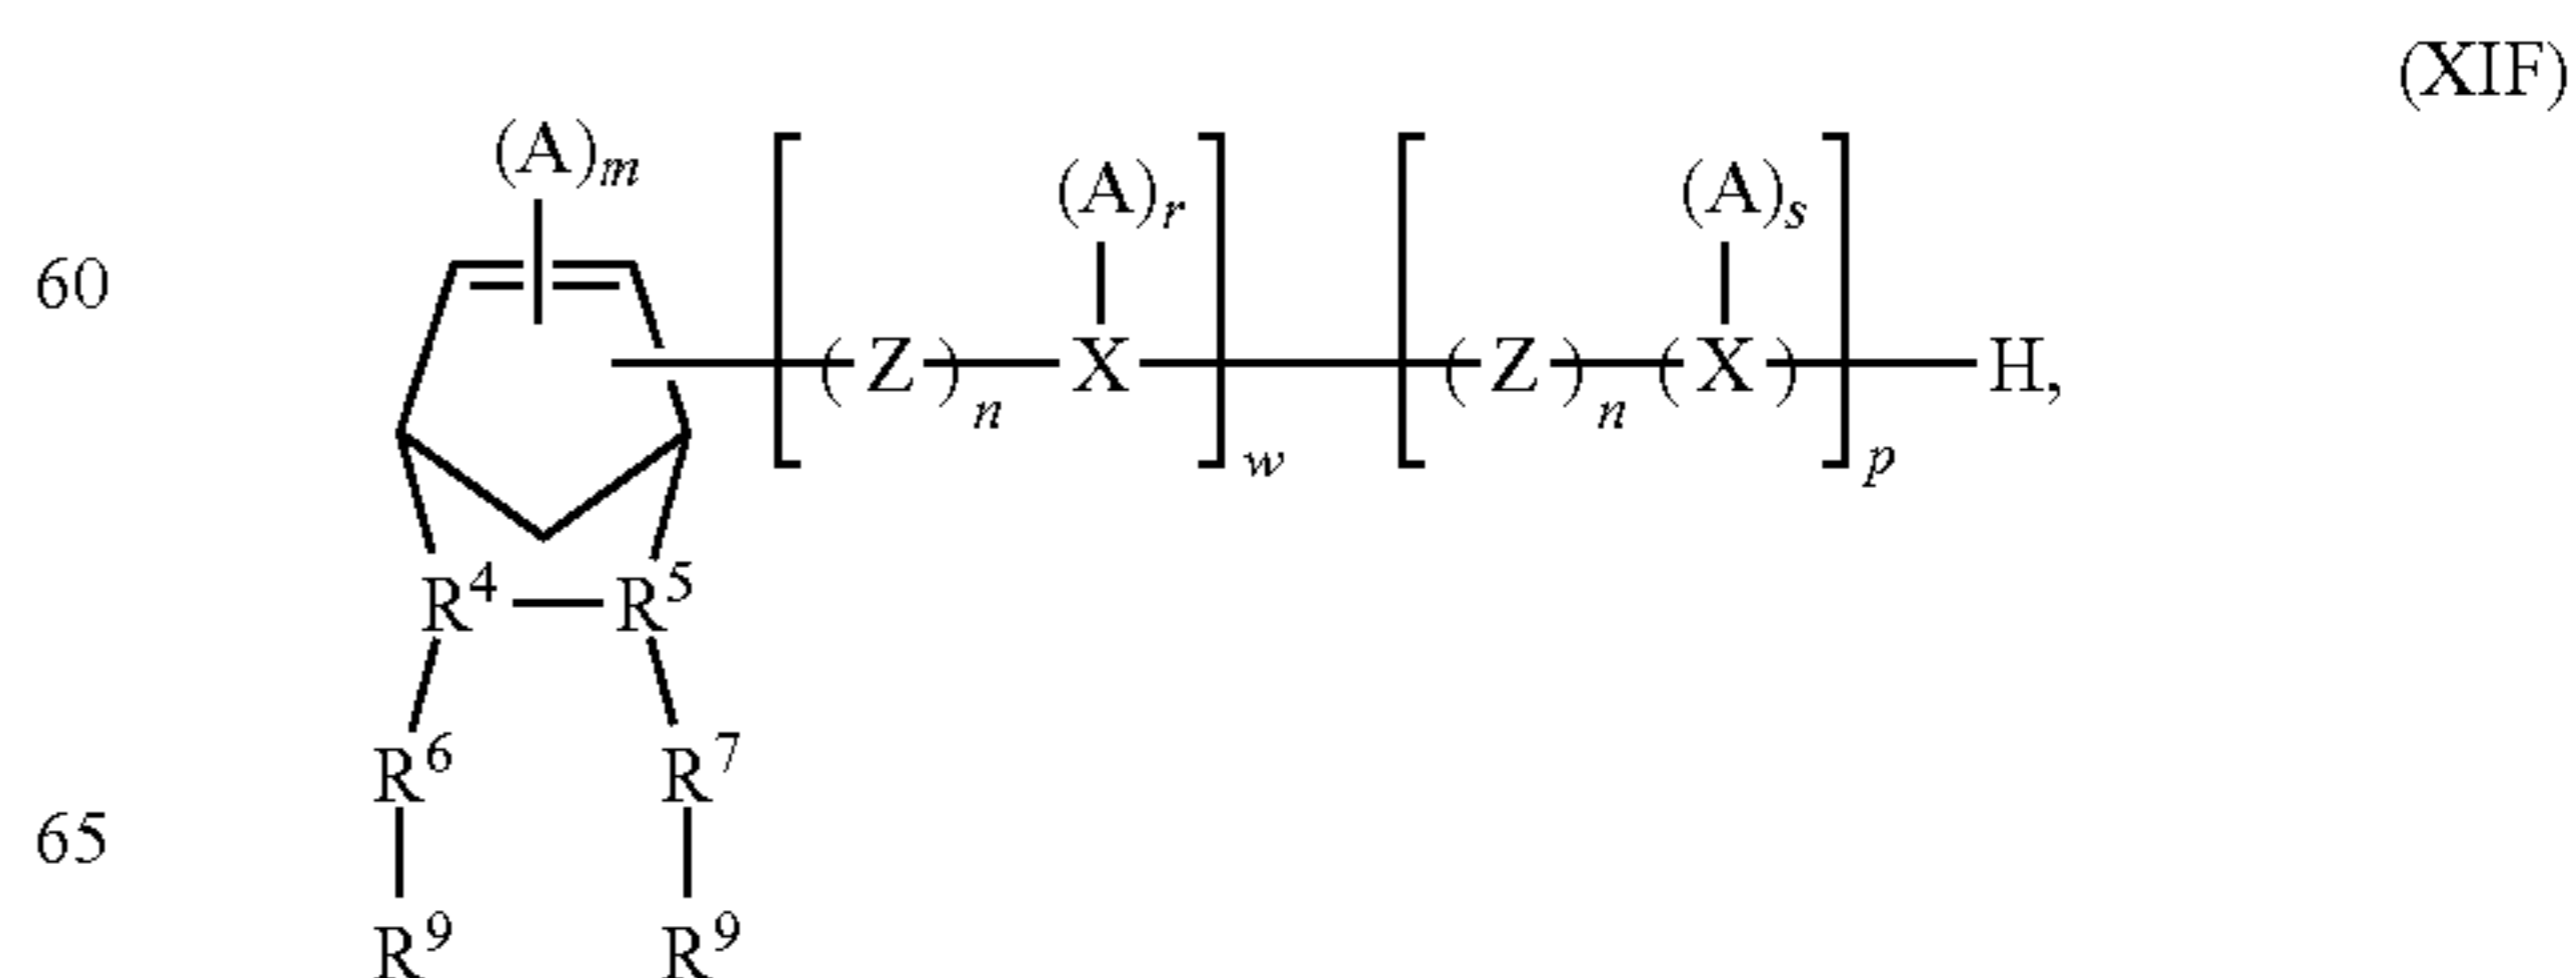 (XIF)
(A)m
(A)r (A)s
60
(Z)n X w (Z)n (X) p H,
R4 R5
R6 R7
65
R9 R9